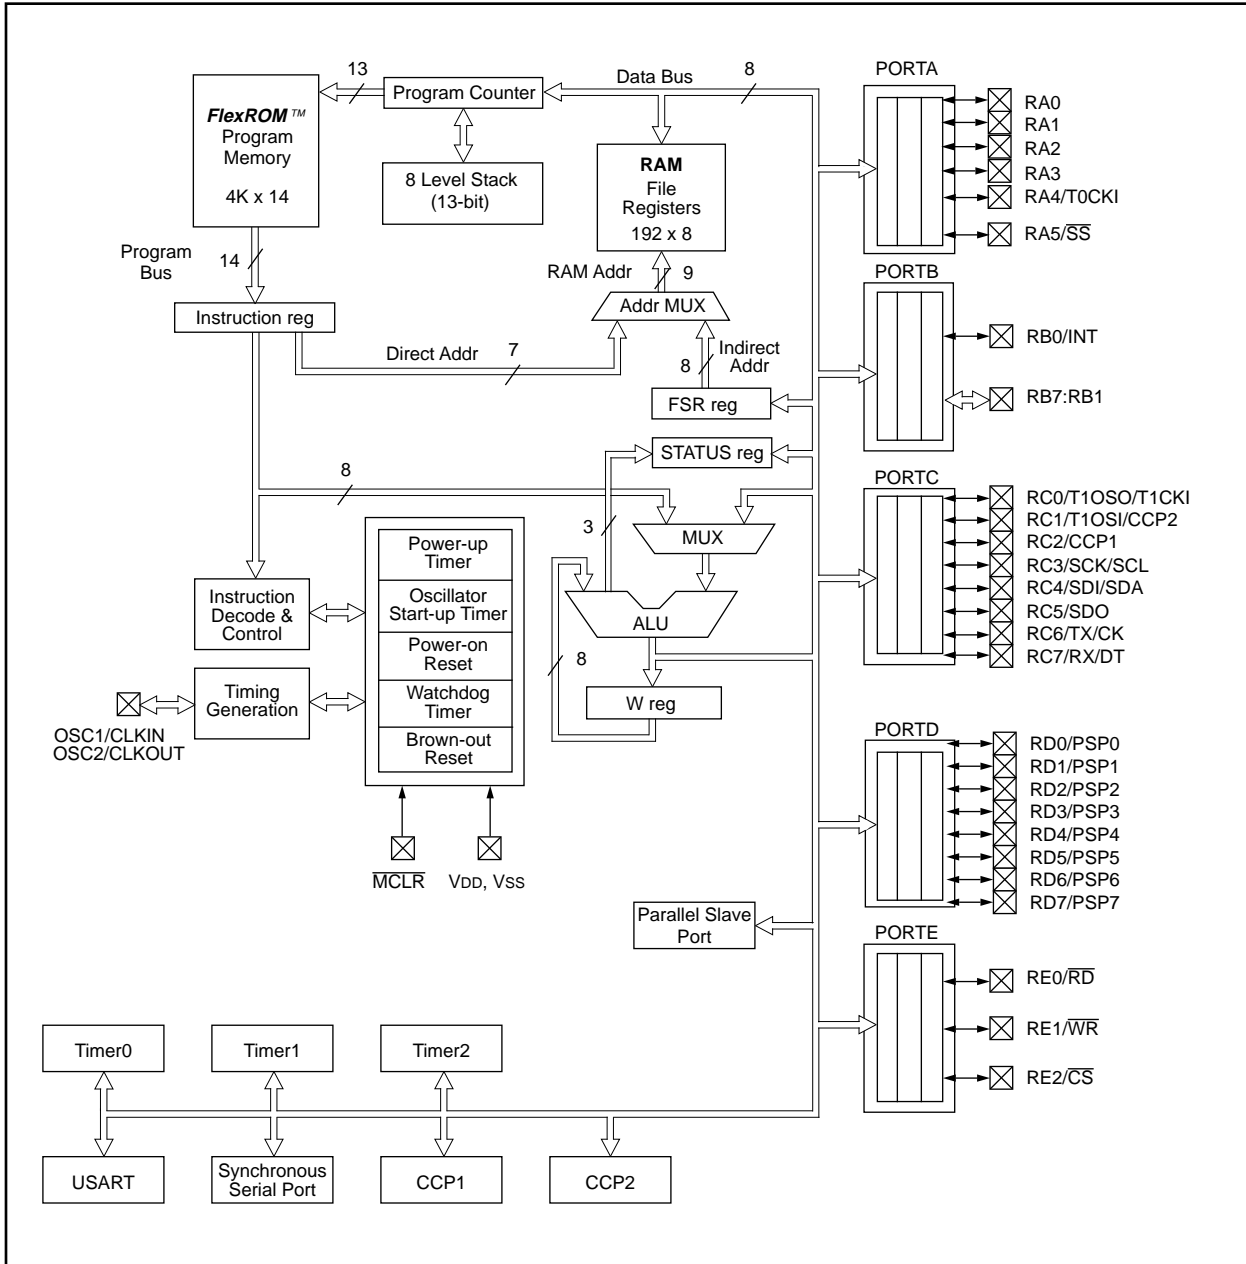 13
Program Counter
Data Bus
8
PORTA
FlexROM™
Program
Memory
4K x 14
8 Level Stack
(13-bit)
RAM
File
Registers
192 x 8
RA0
RA1
RA2
RA3
RA4/T0CKI
RA5/S̅S̅
Program
Bus
14
RAM Addr
9
Addr MUX
PORTB
Instruction reg
Direct Addr
7
8
Indirect
Addr
FSR reg
RB0/INT
RB7:RB1
STATUS reg
8
3
MUX
PORTC
RC0/T1OSO/T1CKI
RC1/T1OSI/CCP2
RC2/CCP1
RC3/SCK/SCL
RC4/SDI/SDA
RC5/SDO
RC6/TX/CK
RC7/RX/DT
Power-up
Timer
Oscillator
Start-up Timer
Power-on
Reset
Watchdog
Timer
Brown-out
Reset
Instruction
Decode &
Control
ALU
8
W reg
Timing
Generation
OSC1/CLKIN
OSC2/CLKOUT
M̅C̅L̅R̅
VDD, VSS
PORTD
RD0/PSP0
RD1/PSP1
RD2/PSP2
RD3/PSP3
RD4/PSP4
RD5/PSP5
RD6/PSP6
RD7/PSP7
Parallel Slave
Port
PORTE
RE0/R̅D̅
RE1/W̅R̅
RE2/C̅S̅
Timer0
Timer1
Timer2
USART
Synchronous
Serial Port
CCP1
CCP2